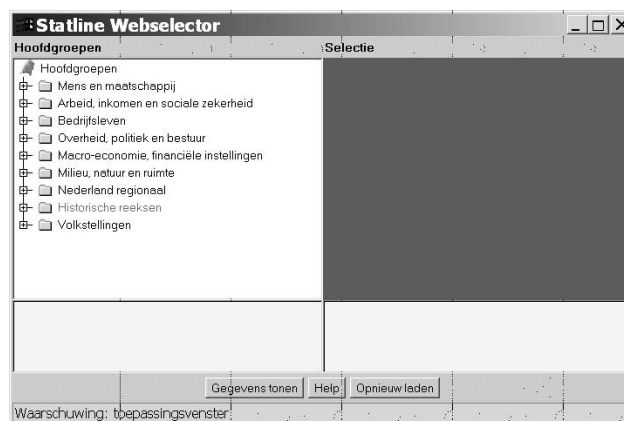 Statline Webselector
Hoofdgroepen
Selectie
Hoofdgroepen
Mens en maatschappij
Arbeid, inkomen en sociale zekerheid
Bedrijfsleven
Overheid, politiek en bestuur
Macro-economie, financiële instellingen
Milieu, natuur en ruimte
Nederland regionaal
Historische reeksen
Volkstellingen
Gegevens tonen Help Opnieuw laden
Waarschuwing: toepassingsvenster